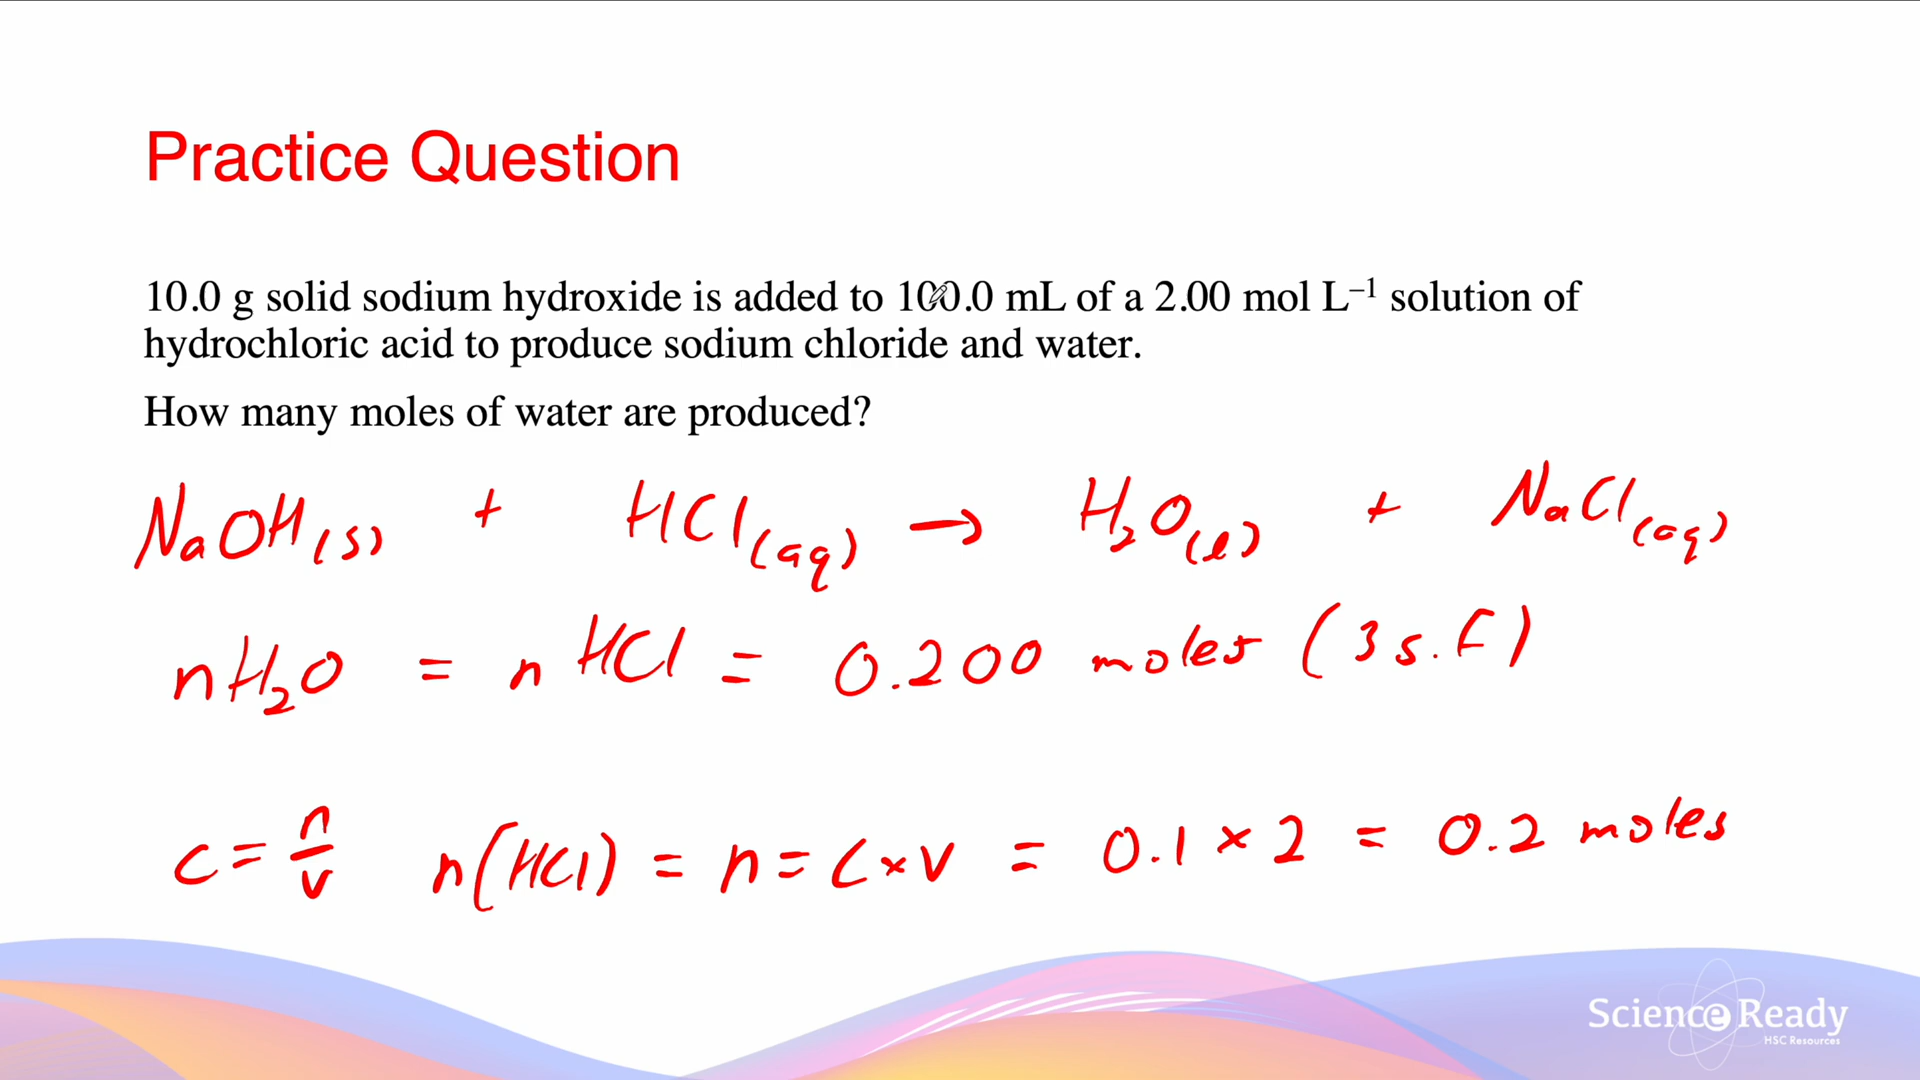 Practice Question
10.0 g solid sodium hydroxide is added to 100.0 mL of a 2.00 mol L⁻¹ solution of
hydrochloric acid to produce sodium chloride and water.
How many moles of water are produced?
NaOH(s) + HCl(aq) → H₂O(l) + NaCl(aq)
nH₂O = n HCl = 0.200 moles (3 s.f)
c = n/v n(HCl) = n = c × v = 0.1 × 2 = 0.2 moles
Science Ready
HSC Resources